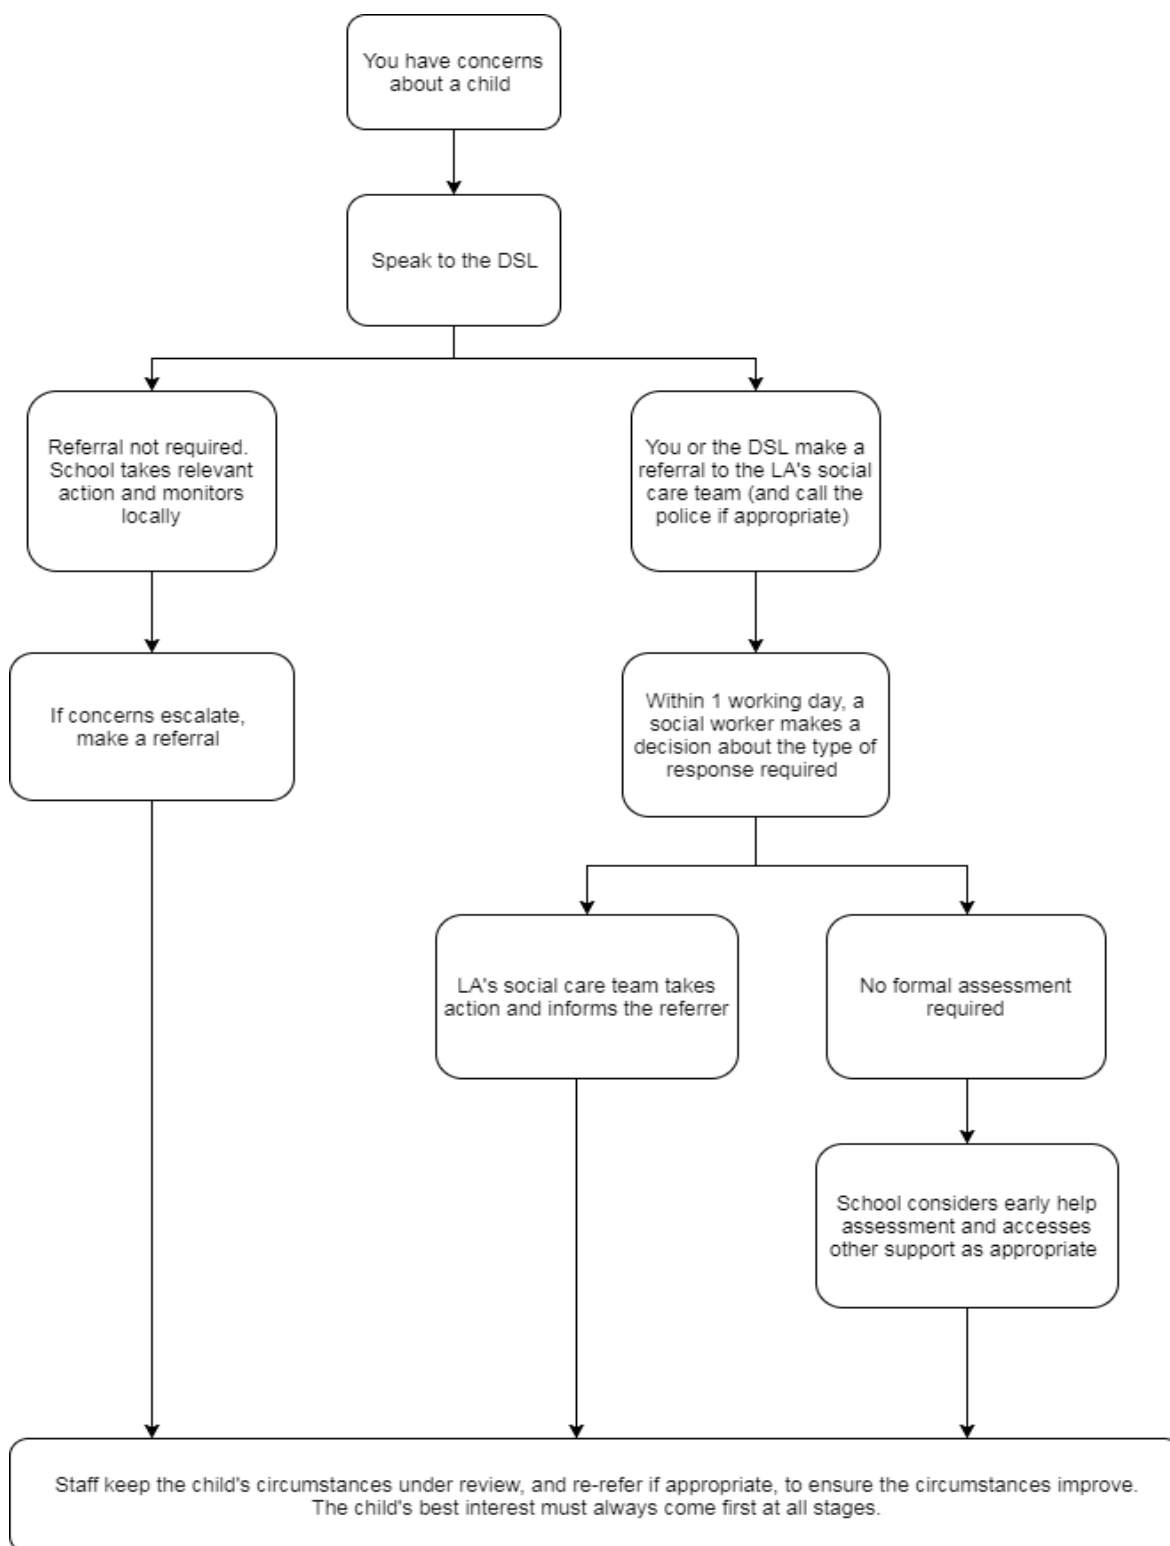 You have concerns
about a child
Speak to the DSL
Referral not required.
School takes relevant
action and monitors
locally
You or the DSL make a
referral to the LA's social
care team (and call the
police if appropriate)
If concerns escalate,
make a referral
Within 1 working day, a
social worker makes a
decision about the type of
response required
LA's social care team takes
action and informs the referrer
No formal assessment
required
School considers early help
assessment and accesses
other support as appropriate
Staff keep the child's circumstances under review, and re-refer if appropriate, to ensure the circumstances improve.
The child's best interest must always come first at all stages.